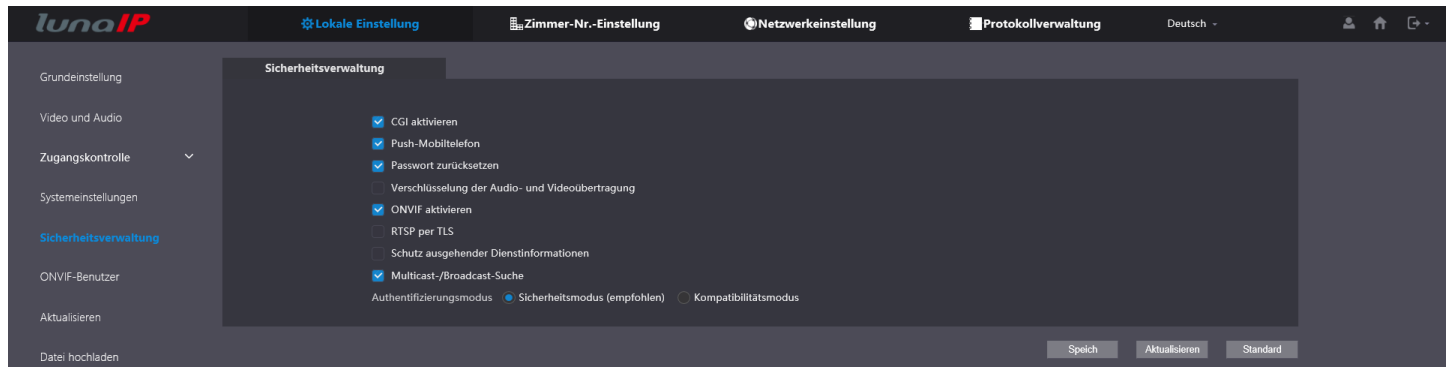 lunaIP
Lokale Einstellung
Zimmer-Nr.-Einstellung
Netzwerkeinstellung
Protokollverwaltung
Deutsch
Grundeinstellung
Video und Audio
Zugangskontrolle
Systemeinstellungen
Sicherheitsverwaltung
ONVIF-Benutzer
Aktualisieren
Datei hochladen
Sicherheitsverwaltung
CGI aktivieren
Push-Mobiltelefon
Passwort zurücksetzen
Verschlüsselung der Audio- und Videoübertragung
ONVIF aktivieren
RTSP per TLS
Schutz ausgehender Dienstinformationen
Multicast-/Broadcast-Suche
Authentifizierungsmodus Sicherheitsmodus (empfohlen) Kompatibilitätsmodus
Speich Aktualisieren Standard